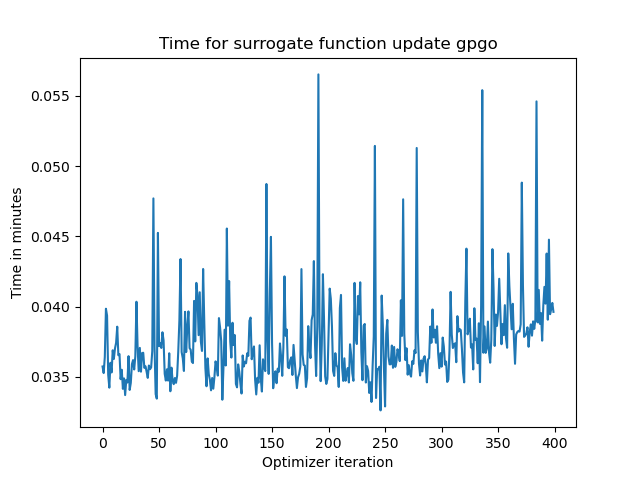 Time for surrogate function update gpgo
Time in minutes
0.055
0.050
0.045
0.040
0.035
0 50 100 150 200 250 300 350 400
Optimizer iteration